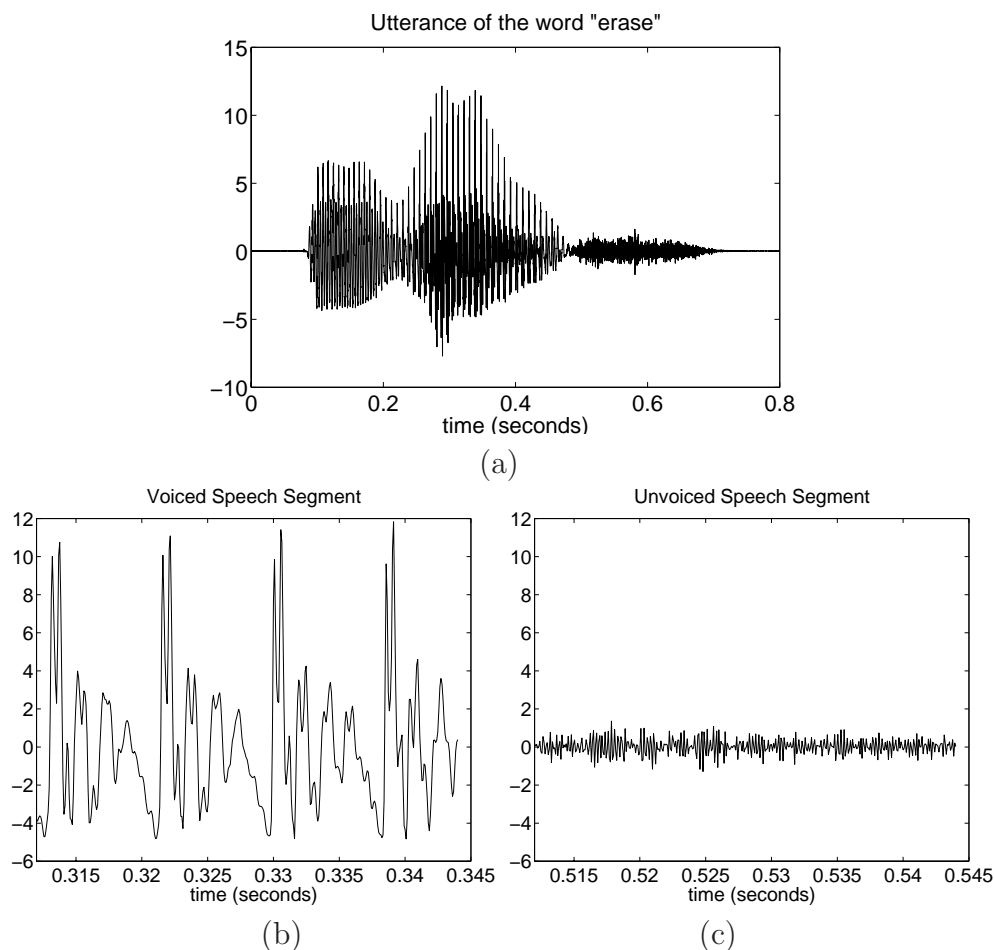 Utterance of the word "erase"
15
10
5
0
−5
−10
0 0.2 0.4 0.6 0.8
time (seconds)
(a)
Voiced Speech Segment
12
10
8
6
4
2
0
−2
−4
−6
0.315 0.32 0.325 0.33 0.335 0.34 0.345
time (seconds)
(b)
Unvoiced Speech Segment
12
10
8
6
4
2
0
−2
−4
−6
0.515 0.52 0.525 0.53 0.535 0.54 0.545
time (seconds)
(c)